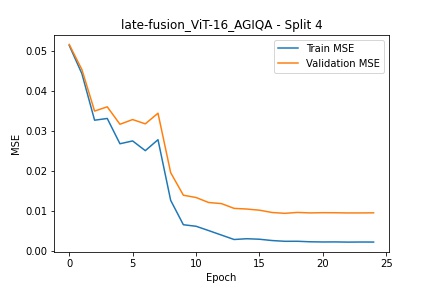 late-fusion_ViT-16_AGIQA - Split 4
Train MSE
Validation MSE
0.05
0.04
0.03
0.02
0.01
0.00
MSE
0
5
10
15
20
25
Epoch